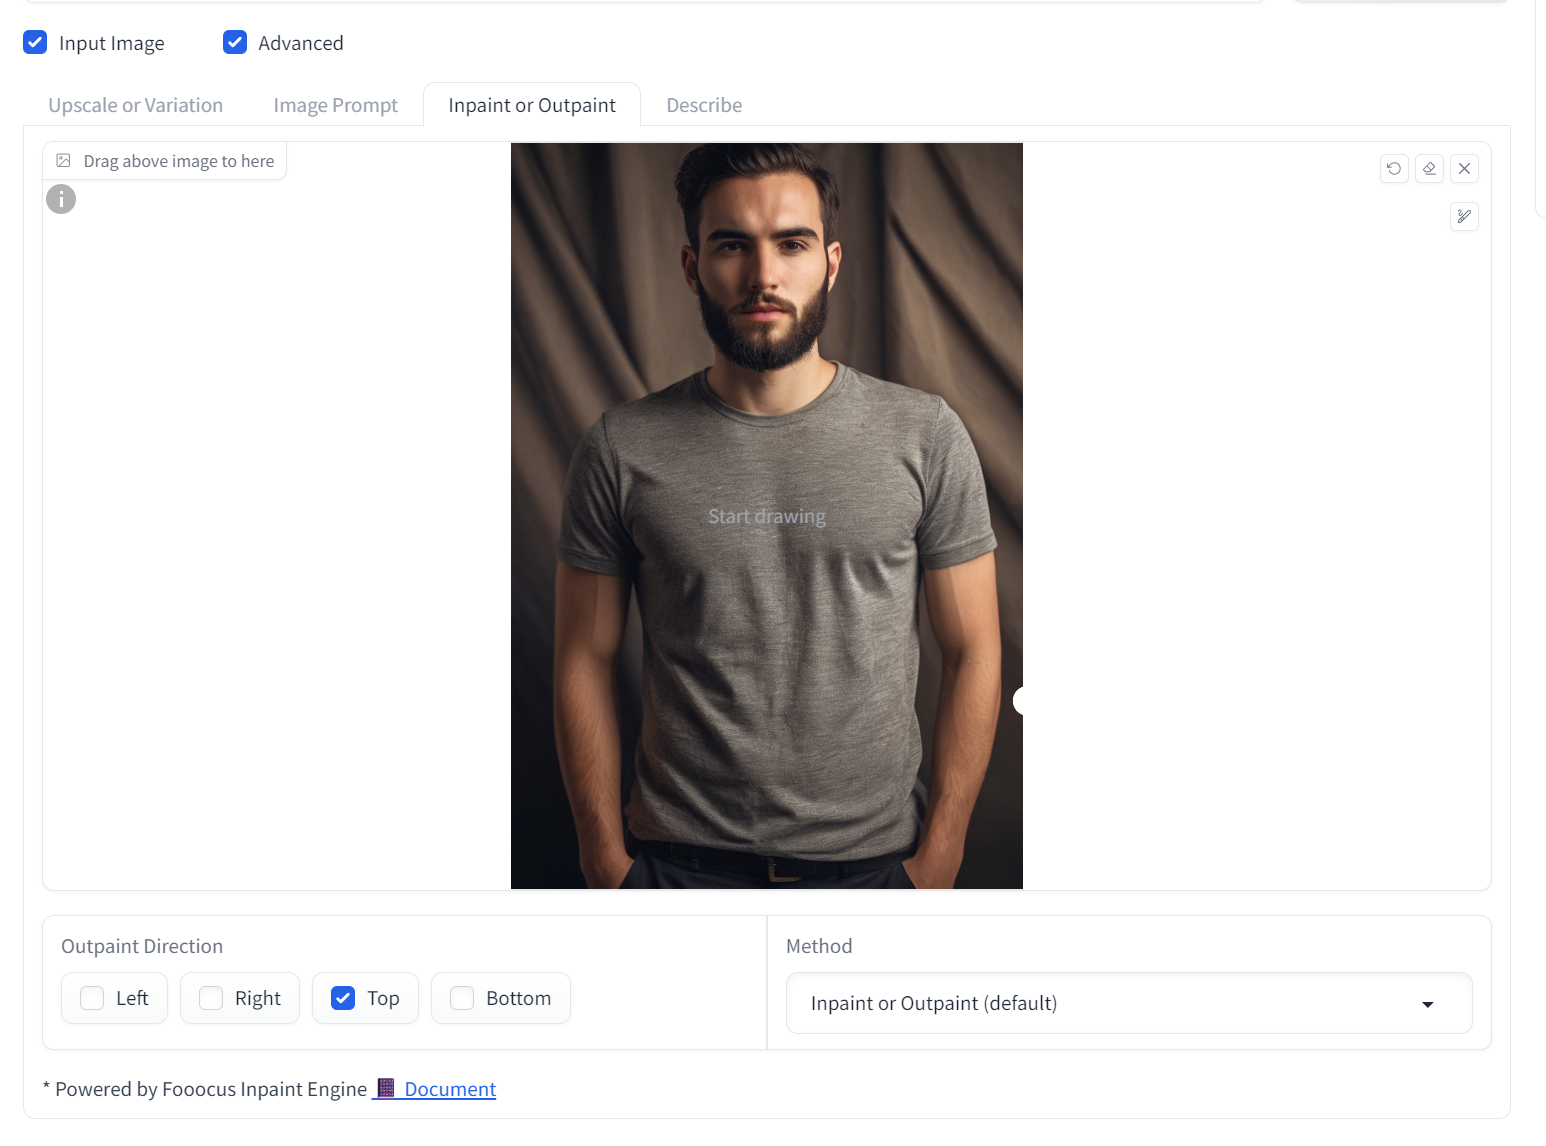 Input Image
Advanced
Upscale or Variation
Image Prompt
Inpaint or Outpaint
Describe
Drag above image to here
i
Start drawing
Outpaint Direction
Left
Right
Top
Bottom
Method
Inpaint or Outpaint (default)
* Powered by Fooocus Inpaint Engine Document